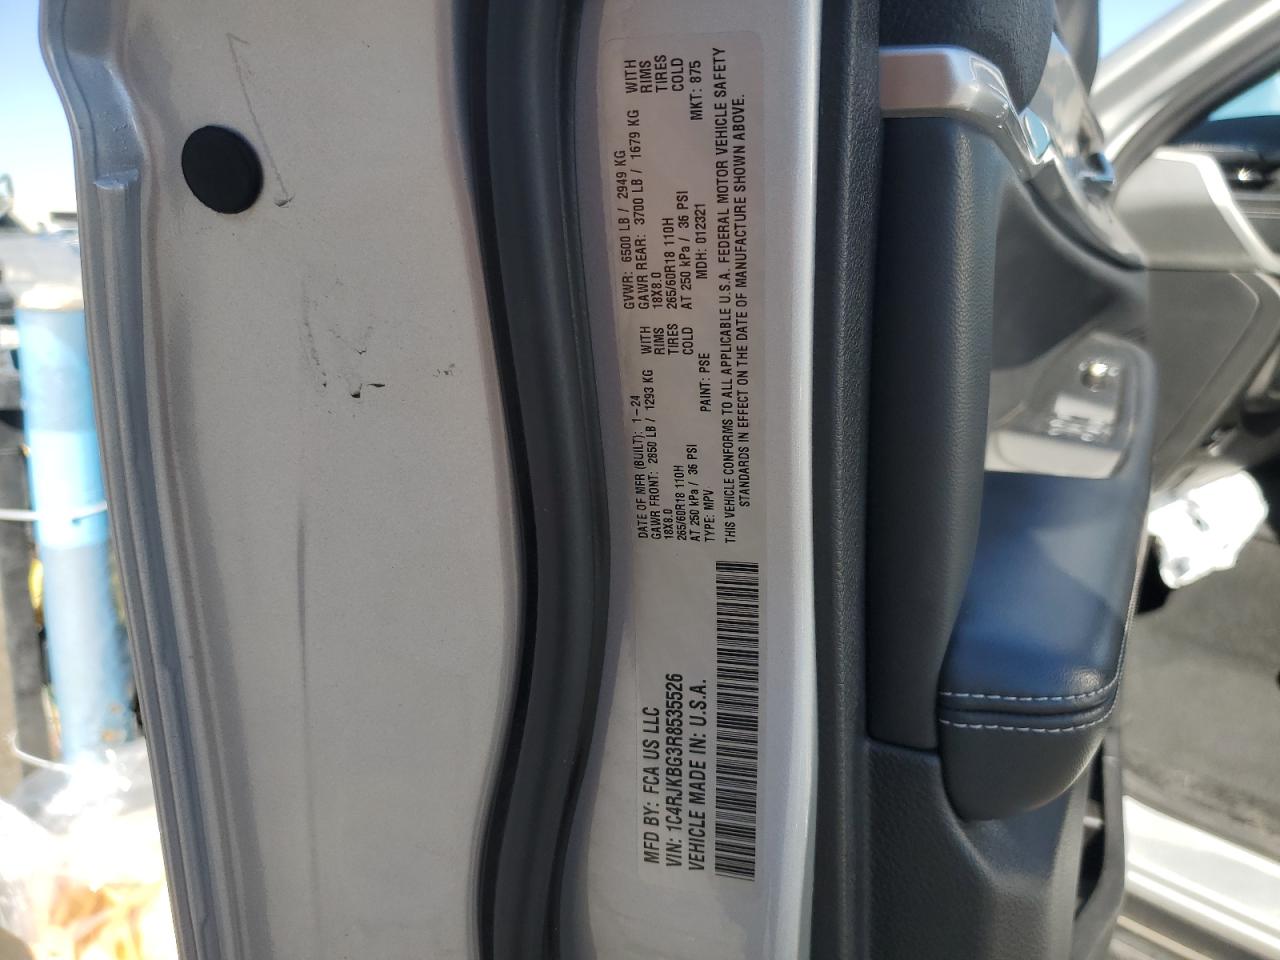 MFD BY: FCA US LLC
VIN: 1C4RJKBG3R8535526
VEHICLE MADE IN: U.S.A.
DATE OF MFR (BUILT): 1-24 GVWR: 6500 LB / 2949 KG
GAWR FRONT: 2850 LB / 1293 KG WITH GAWR REAR: 3700 LB / 1679 KG WITH
18X8.0 RIMS 18X8.0 RIMS
265/60R18 110H TIRES 265/60R18 110H TIRES
AT 250 kPa / 36 PSI COLD AT 250 kPa / 36 PSI COLD
TYPE: MPV PAINT: PSE MDH: 012321 MKT: 875
THIS VEHICLE CONFORMS TO ALL APPLICABLE U.S.A. FEDERAL MOTOR VEHICLE SAFETY
STANDARDS IN EFFECT ON THE DATE OF MANUFACTURE SHOWN ABOVE.